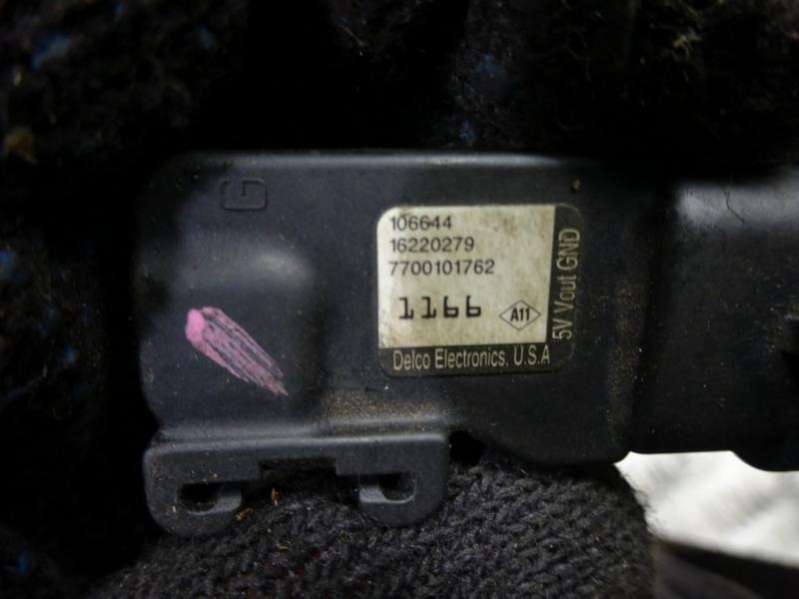 G
106644
16220279
7700101762
1166
A11
Delco Electronics, U.S.A
5V Vout GND